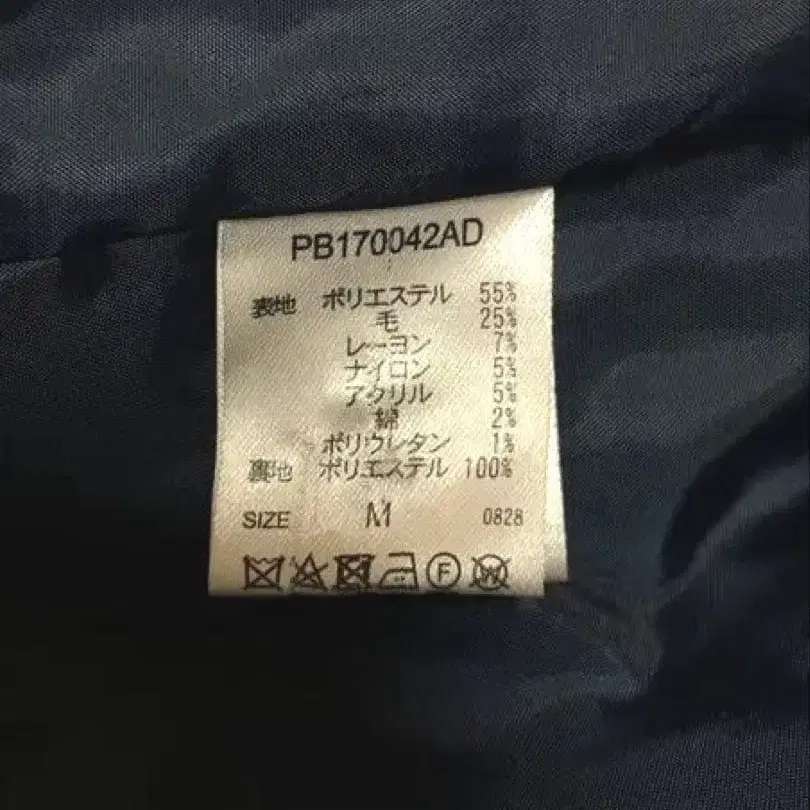 PB170042AD
表地 ポリエステル 55%
毛 25%
レーヨン 7%
ナイロン 5%
アクリル 5%
綿 2%
ポリウレタン 1%
裏地 ポリエステル 100%
SIZE M 0828
F W